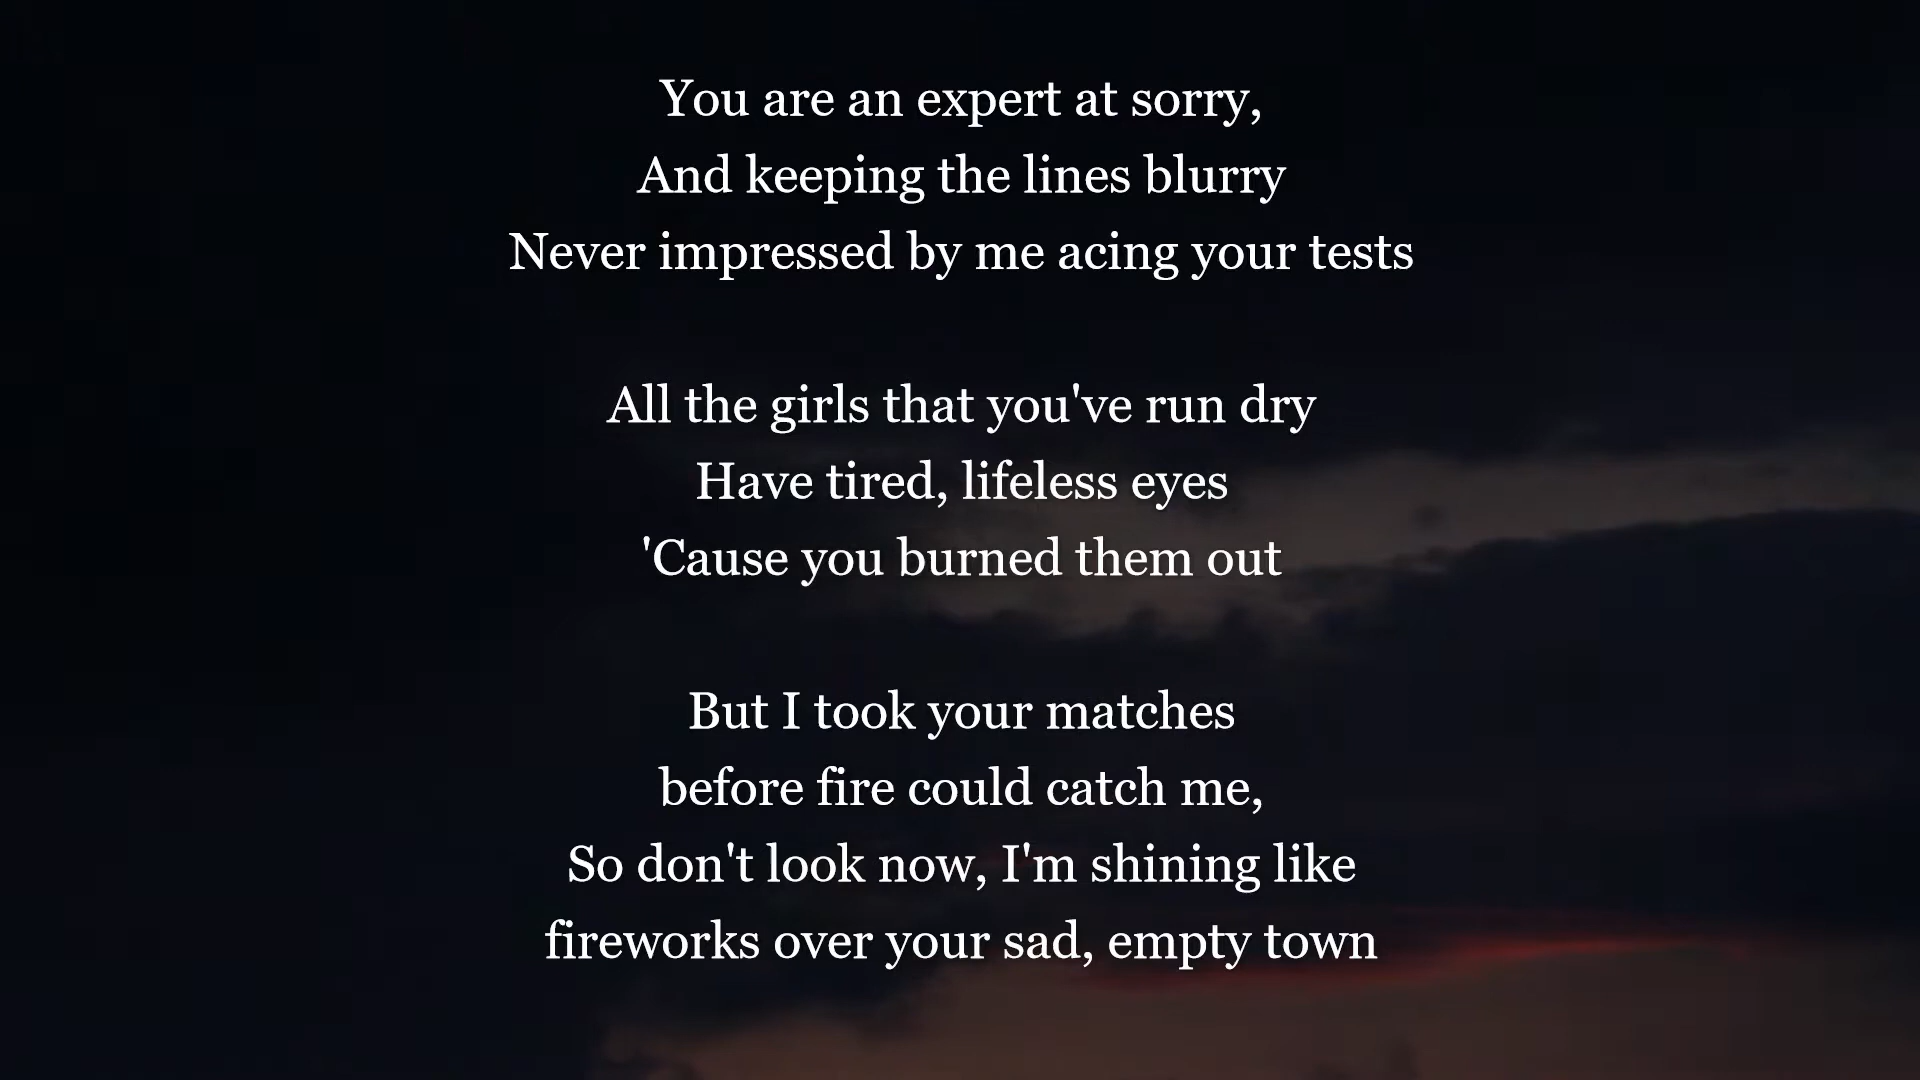 You are an expert at sorry,
And keeping the lines blurry
Never impressed by me acing your tests
All the girls that you've run dry
Have tired, lifeless eyes
'Cause you burned them out
But I took your matches
before fire could catch me,
So don't look now, I'm shining like
fireworks over your sad, empty town